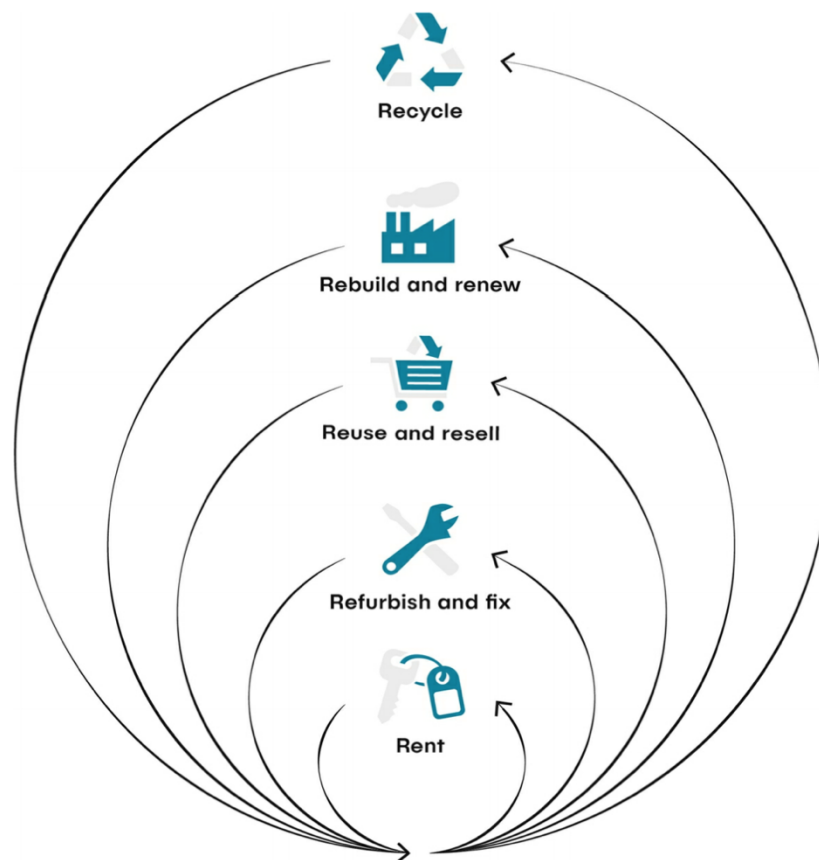 Recycle
Rebuild and renew
Reuse and resell
Refurbish and fix
Rent